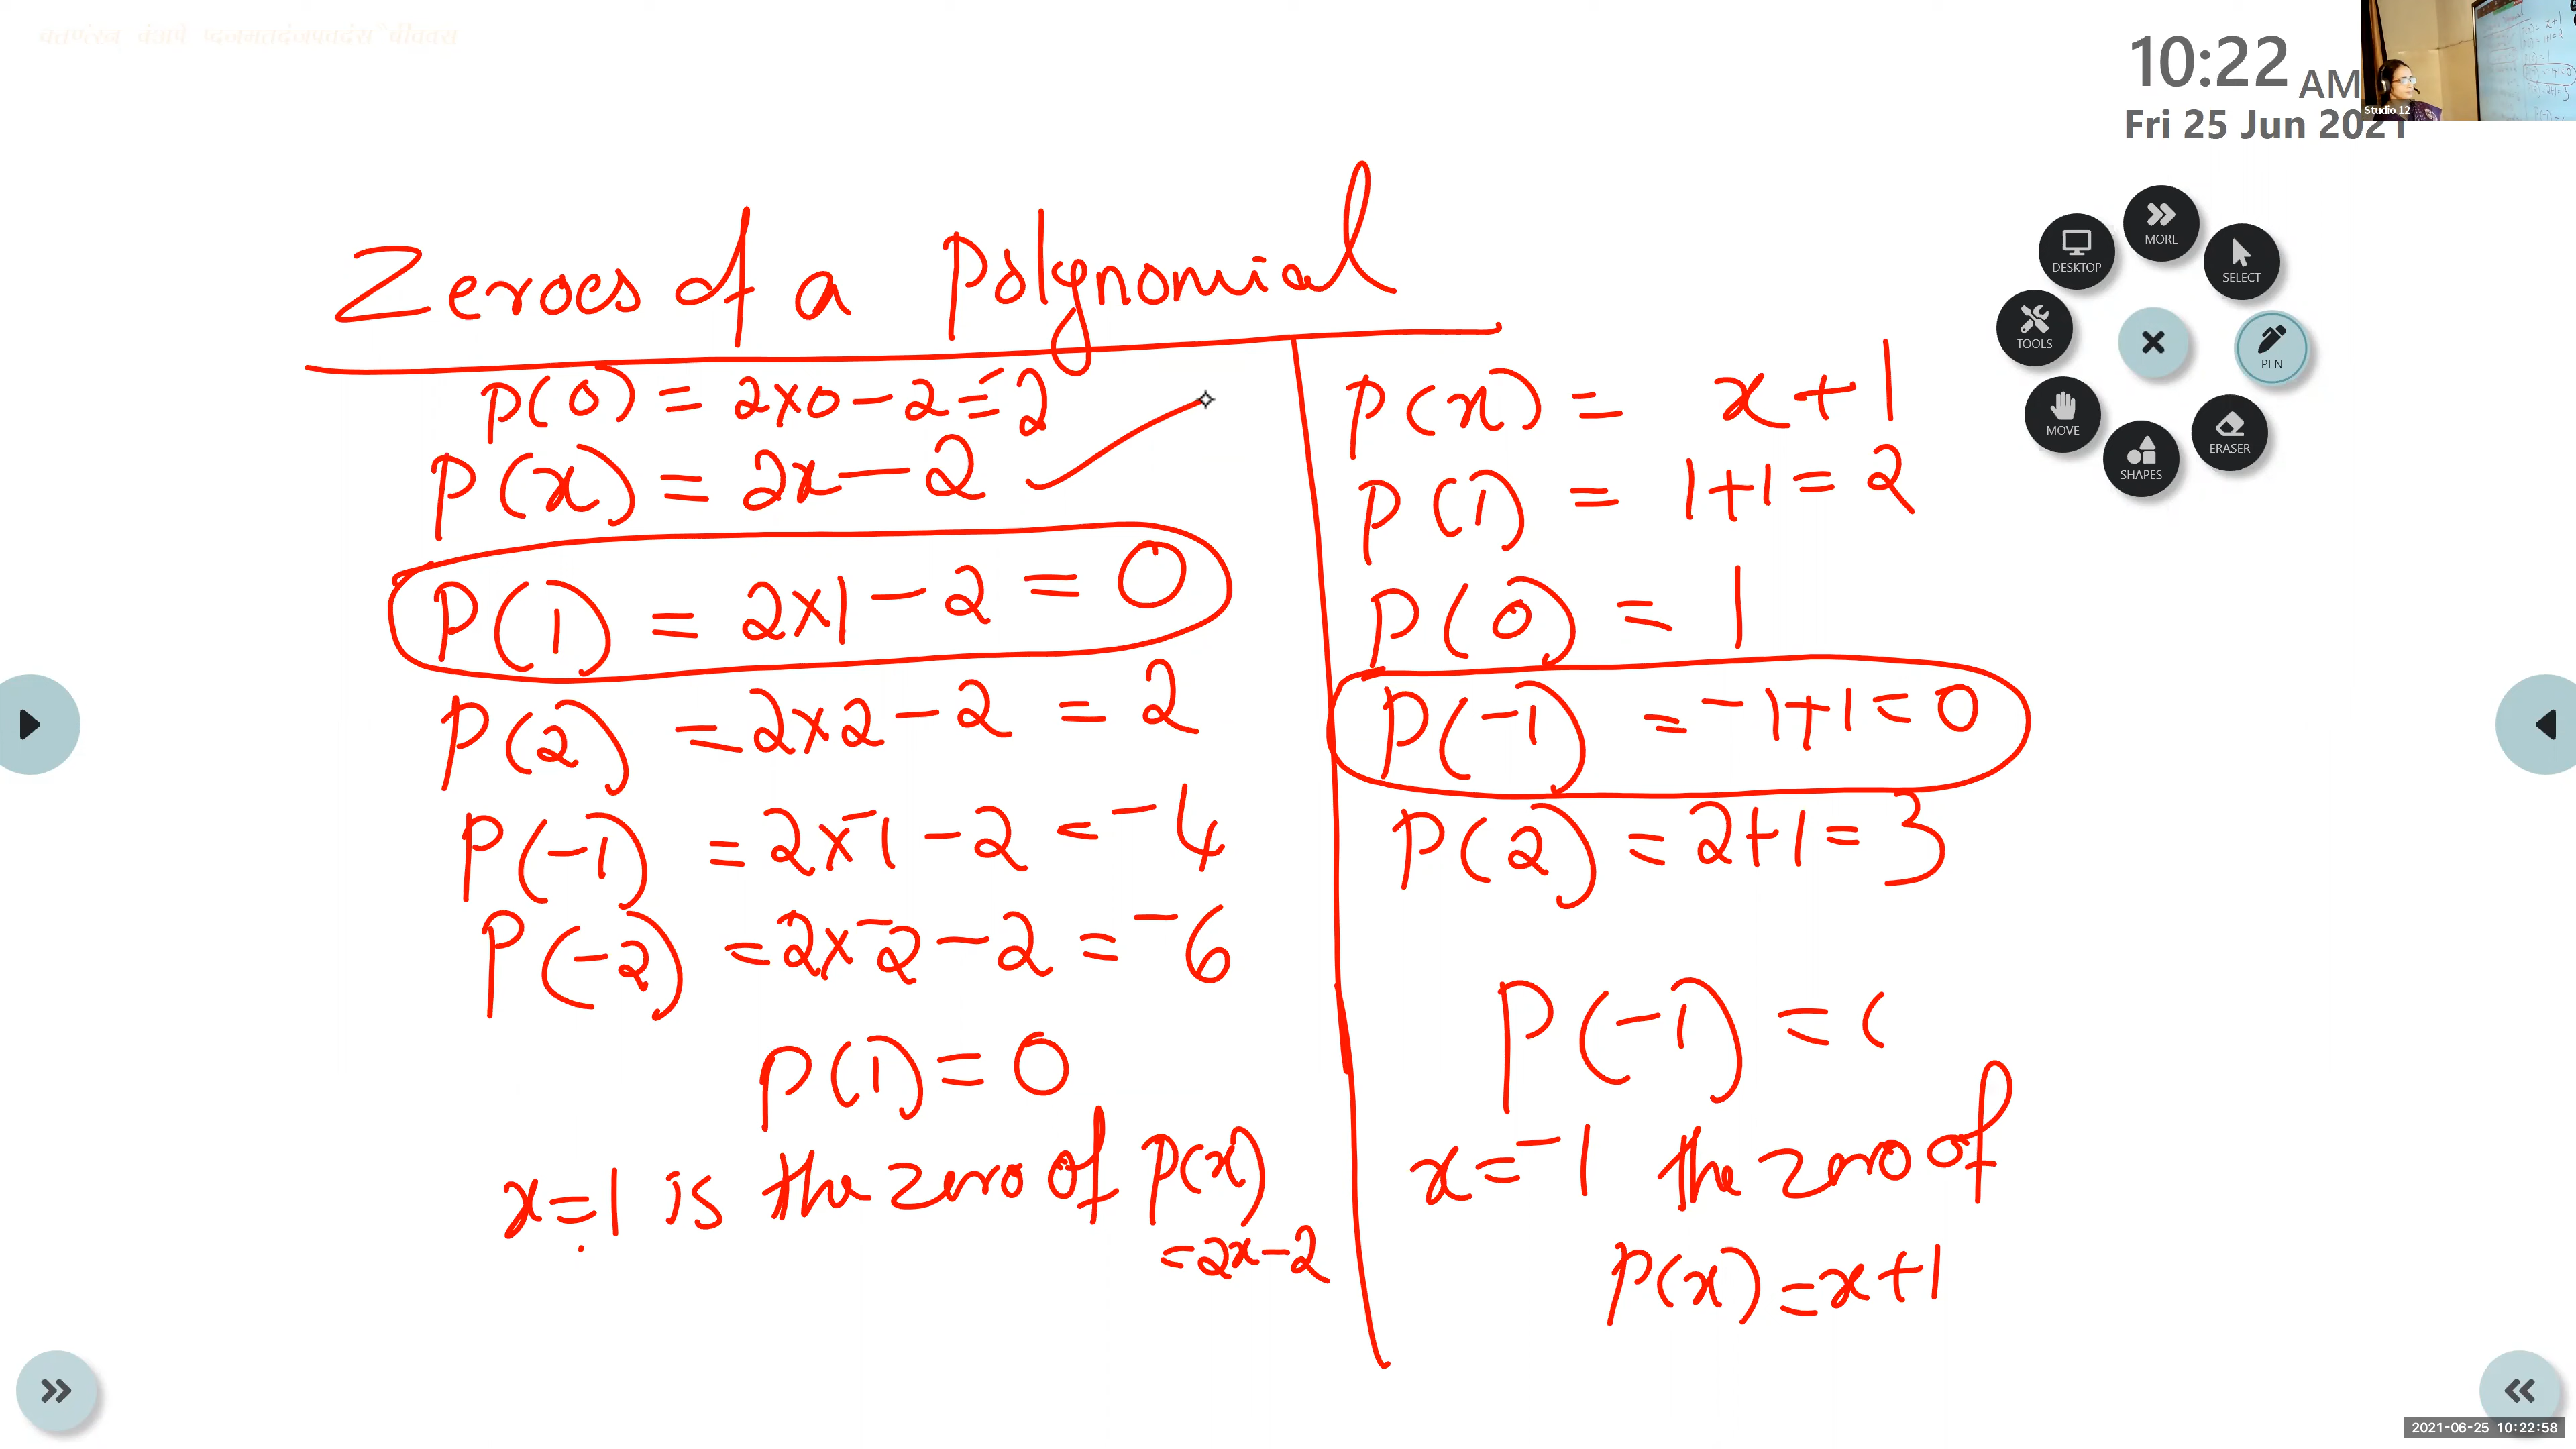 10:22 AM
Fri 25 Jun 2021
Studio 12
MORE
DESKTOP
SELECT
TOOLS
PEN
MOVE
ERASER
SHAPES
Zeroes of a Polynomial
P(0) = 2×0 − 2 = -2
P(x) = 2x − 2
P(1) = 2×1 − 2 = 0
P(2) = 2×2 − 2 = 2
P(-1) = 2×-1 − 2 = -4
P(-2) = 2×-2 − 2 = -6
P(1) = 0
x = 1 is the zero of P(x)
= 2x − 2
P(x) = x + 1
P(1) = 1+1 = 2
P(0) = 1
P(-1) = -1+1 = 0
P(2) = 2+1 = 3
P(-1) = (
x = -1 the zero of
P(x) = x+1
2021-06-25 10:22:58